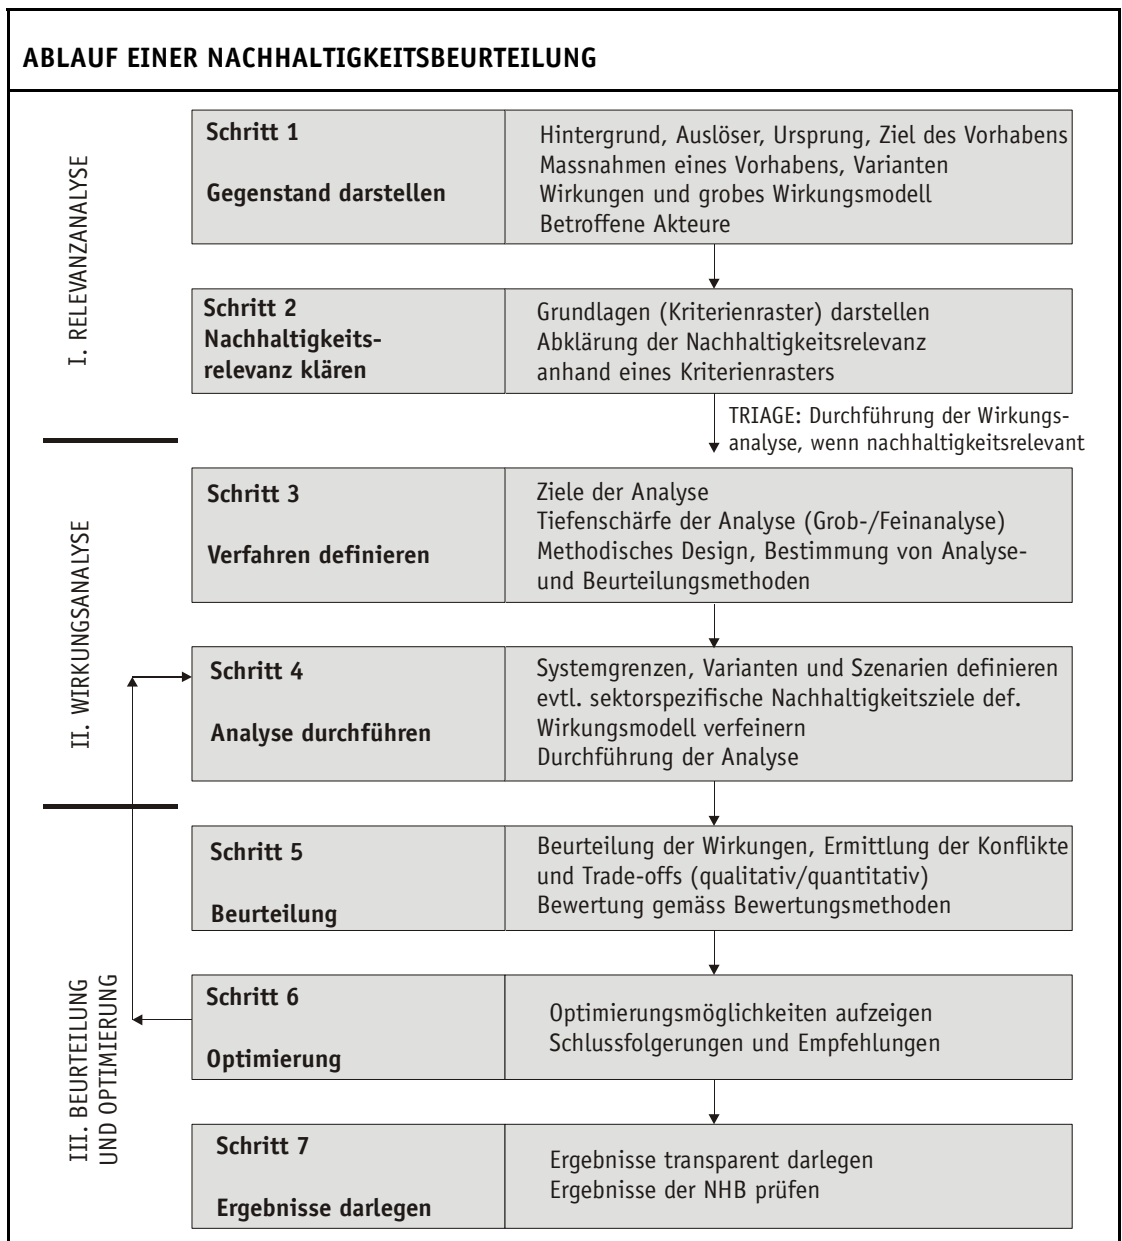 ABLAUF EINER NACHHALTIGKEITSBEURTEILUNG
I. RELEVANZANALYSE
Schritt 1
Gegenstand darstellen
Hintergrund, Auslöser, Ursprung, Ziel des Vorhabens
Massnahmen eines Vorhabens, Varianten
Wirkungen und grobes Wirkungsmodell
Betroffene Akteure
Schritt 2
Nachhaltigkeits-
relevanz klären
Grundlagen (Kriterienraster) darstellen
Abklärung der Nachhaltigkeitsrelevanz
anhand eines Kriterienrasters
TRIAGE: Durchführung der Wirkungs-
analyse, wenn nachhaltigkeitsrelevant
II. WIRKUNGSANALYSE
Schritt 3
Verfahren definieren
Ziele der Analyse
Tiefenschärfe der Analyse (Grob-/Feinanalyse)
Methodisches Design, Bestimmung von Analyse-
und Beurteilungsmethoden
Schritt 4
Analyse durchführen
Systemgrenzen, Varianten und Szenarien definieren
evtl. sektorspezifische Nachhaltigkeitsziele def.
Wirkungsmodell verfeinern
Durchführung der Analyse
III. BEURTEILUNG
UND OPTIMIERUNG
Schritt 5
Beurteilung
Beurteilung der Wirkungen, Ermittlung der Konflikte
und Trade-offs (qualitativ/quantitativ)
Bewertung gemäss Bewertungsmethoden
Schritt 6
Optimierung
Optimierungsmöglichkeiten aufzeigen
Schlussfolgerungen und Empfehlungen
Schritt 7
Ergebnisse darlegen
Ergebnisse transparent darlegen
Ergebnisse der NHB prüfen